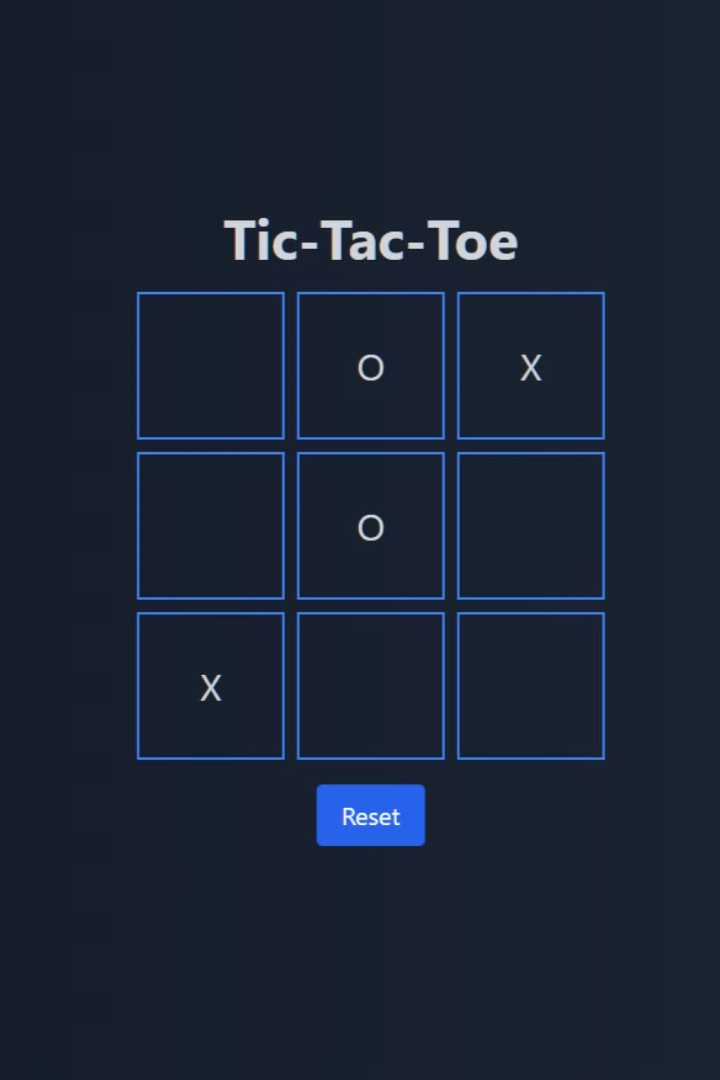 Tic-Tac-Toe
O X
O
X
Reset